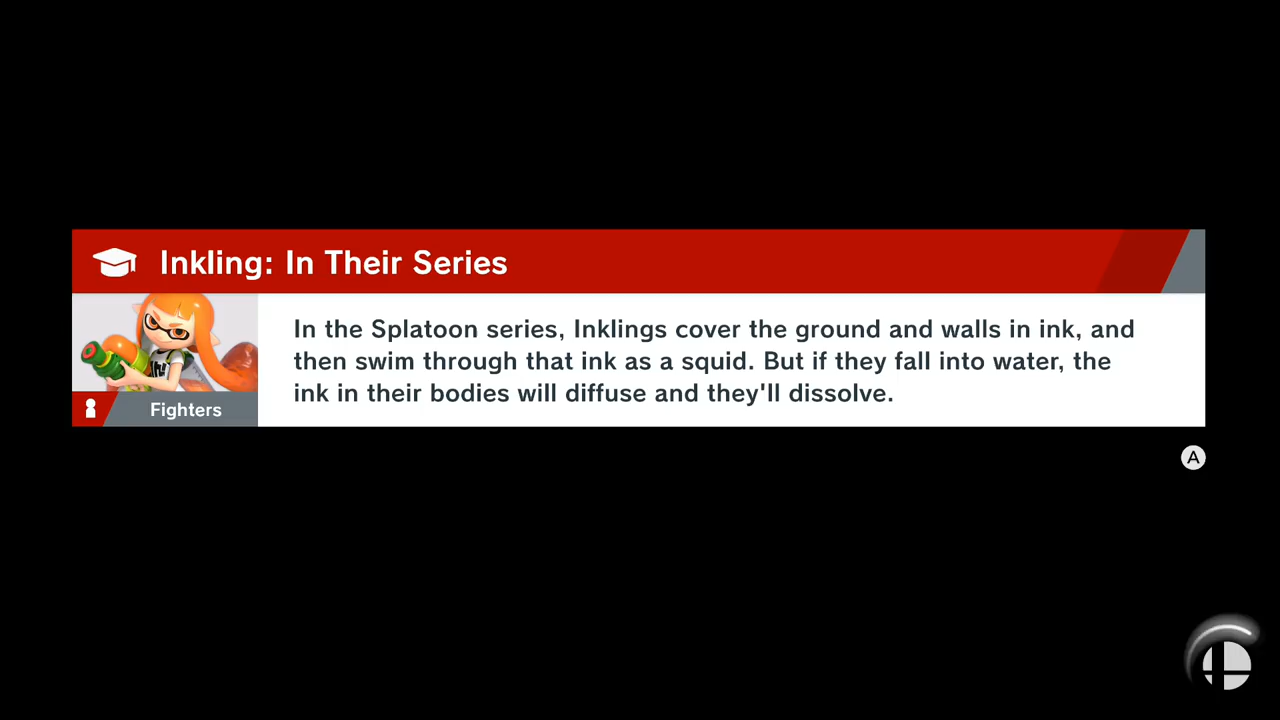 Inkling: In Their Series
In the Splatoon series, Inklings cover the ground and walls in ink, and
then swim through that ink as a squid. But if they fall into water, the
ink in their bodies will diffuse and they'll dissolve.
Fighters
A